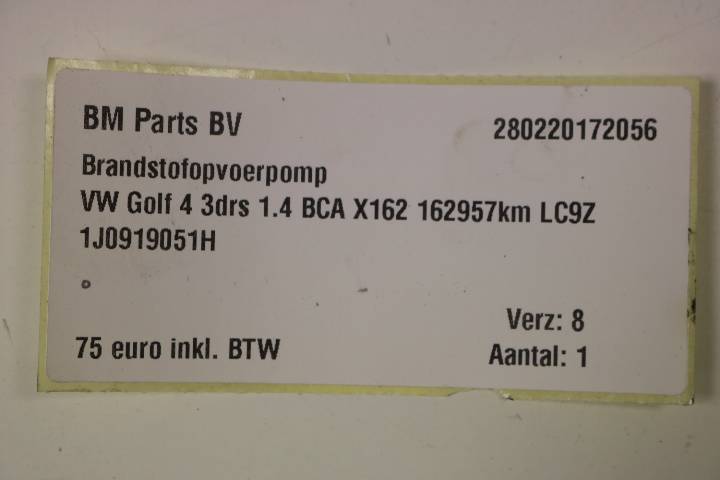 BM Parts BV 280220172056
Brandstofopvoerpomp
VW Golf 4 3drs 1.4 BCA X162 162957km LC9Z
1J0919051H
Verz: 8
75 euro inkl. BTW Aantal: 1